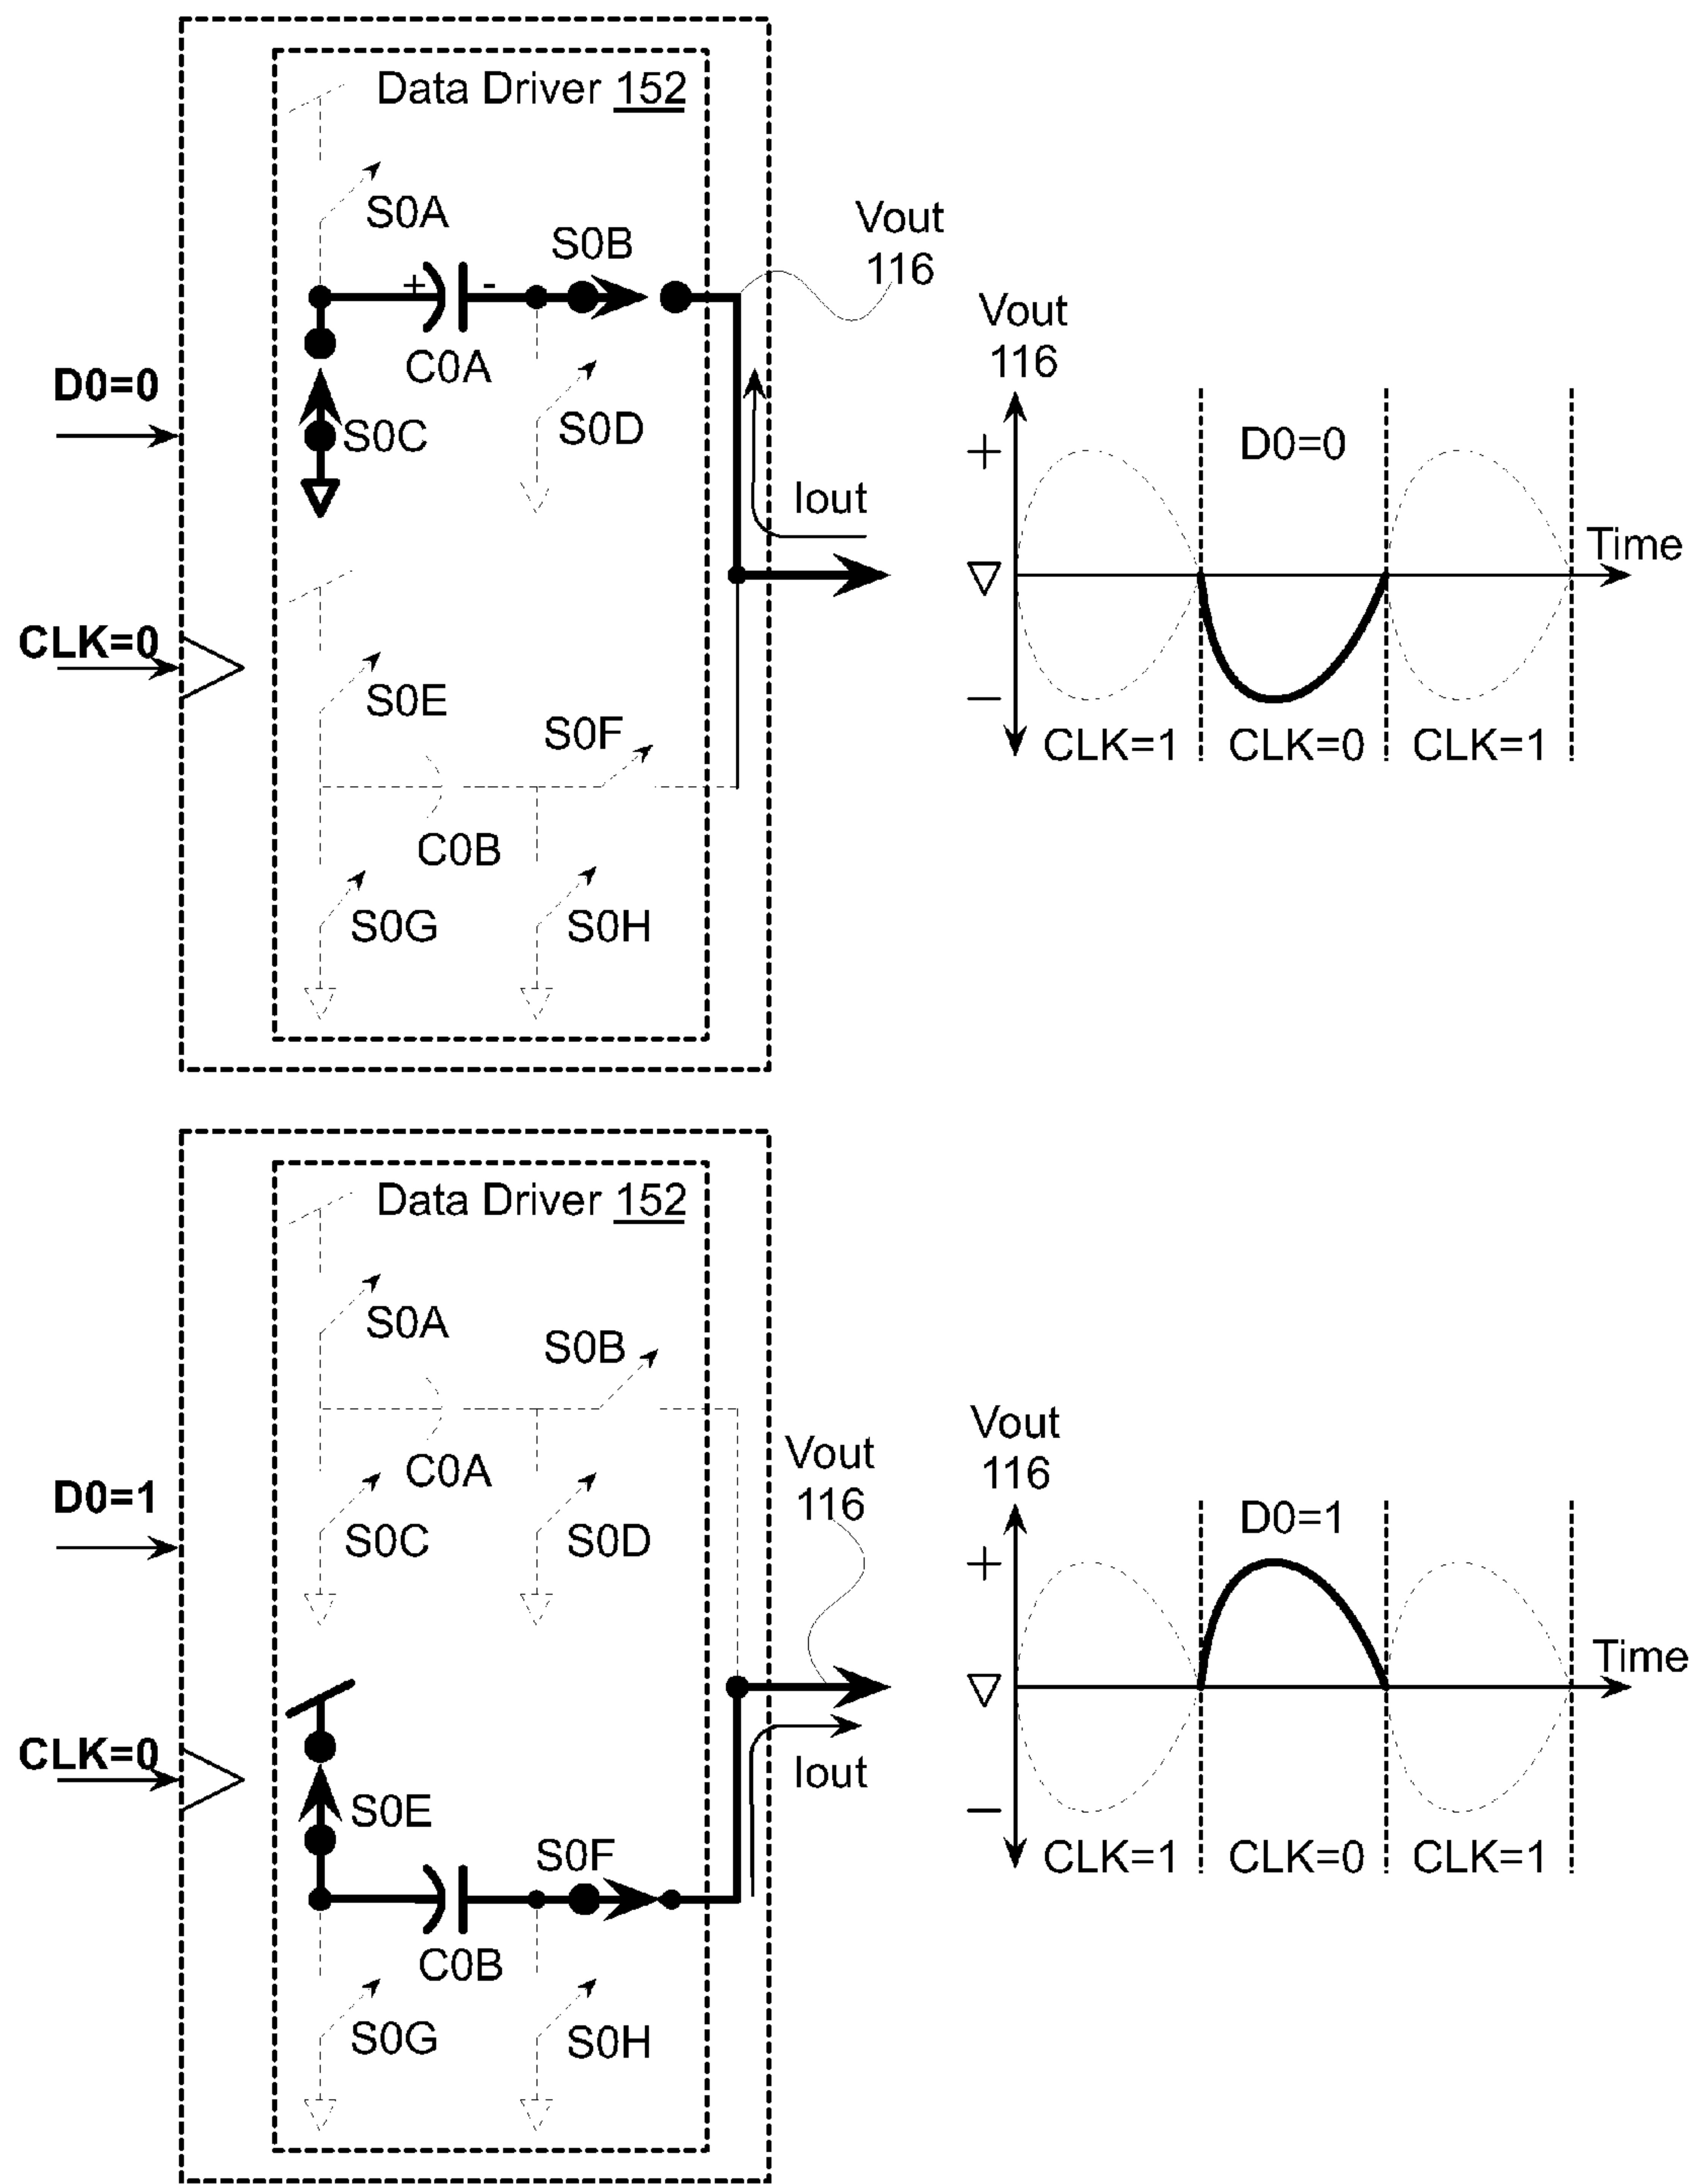 Data Driver 152
S0A
S0B
+ -
C0A
S0C
S0D
D0=0
CLK=0
S0E
S0F
C0B
S0G
S0H
Vout
116
Iout
Vout
116
+
D0=0
Time
−
CLK=1 CLK=0 CLK=1
Data Driver 152
S0A
S0B
C0A
S0C
S0D
D0=1
CLK=0
S0E
S0F
C0B
S0G
S0H
Vout
116
Iout
Vout
116
+
D0=1
Time
−
CLK=1 CLK=0 CLK=1